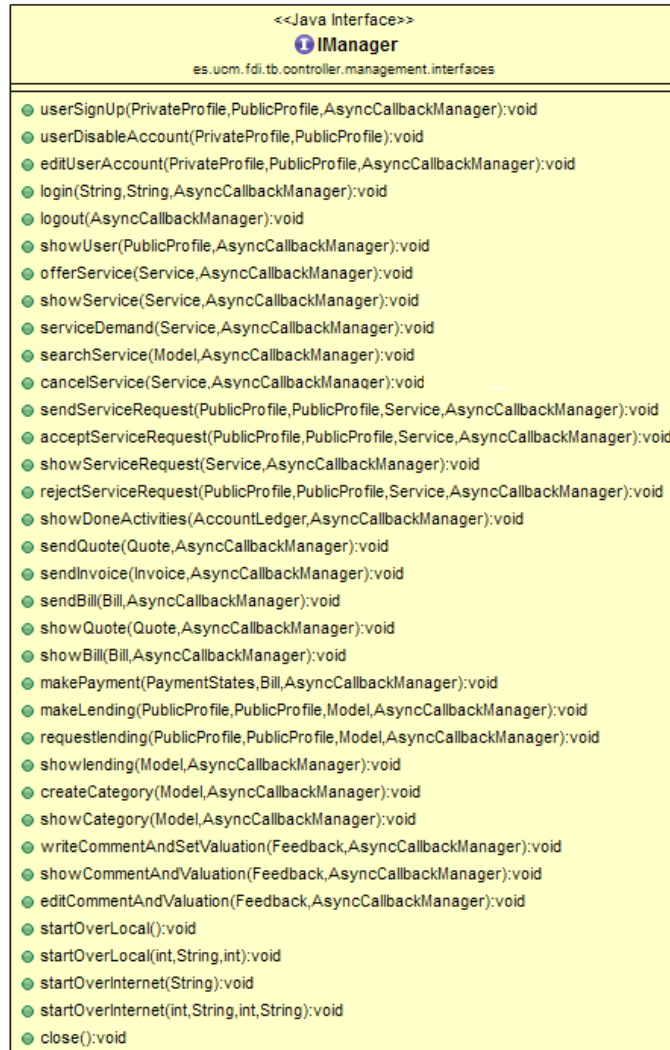 <<Java Interface>>
I IManager
es.ucm.fdi.tb.controller.management.interfaces
userSignUp(PrivateProfile,PublicProfile,AsyncCallbackManager):void
userDisableAccount(PrivateProfile,PublicProfile):void
editUserAccount(PrivateProfile,PublicProfile,AsyncCallbackManager):void
login(String,String,AsyncCallbackManager):void
logout(AsyncCallbackManager):void
showUser(PublicProfile,AsyncCallbackManager):void
offerService(Service,AsyncCallbackManager):void
showService(Service,AsyncCallbackManager):void
serviceDemand(Service,AsyncCallbackManager):void
searchService(Model,AsyncCallbackManager):void
cancelService(Service,AsyncCallbackManager):void
sendServiceRequest(PublicProfile,PublicProfile,Service,AsyncCallbackManager):void
acceptServiceRequest(PublicProfile,PublicProfile,Service,AsyncCallbackManager):void
showServiceRequest(Service,AsyncCallbackManager):void
rejectServiceRequest(PublicProfile,PublicProfile,Service,AsyncCallbackManager):void
showDoneActivities(AccountLedger,AsyncCallbackManager):void
sendQuote(Quote,AsyncCallbackManager):void
sendInvoice(Invoice,AsyncCallbackManager):void
sendBill(Bill,AsyncCallbackManager):void
showQuote(Quote,AsyncCallbackManager):void
showBill(Bill,AsyncCallbackManager):void
makePayment(PaymentStates,Bill,AsyncCallbackManager):void
makeLending(PublicProfile,PublicProfile,Model,AsyncCallbackManager):void
requestlending(PublicProfile,PublicProfile,Model,AsyncCallbackManager):void
showlending(Model,AsyncCallbackManager):void
createCategory(Model,AsyncCallbackManager):void
showCategory(Model,AsyncCallbackManager):void
writeCommentAndSetValuation(Feedback,AsyncCallbackManager):void
showCommentAndValuation(Feedback,AsyncCallbackManager):void
editCommentAndValuation(Feedback,AsyncCallbackManager):void
startOverLocal():void
startOverLocal(int,String,int):void
startOverInternet(String):void
startOverInternet(int,String,int,String):void
close():void